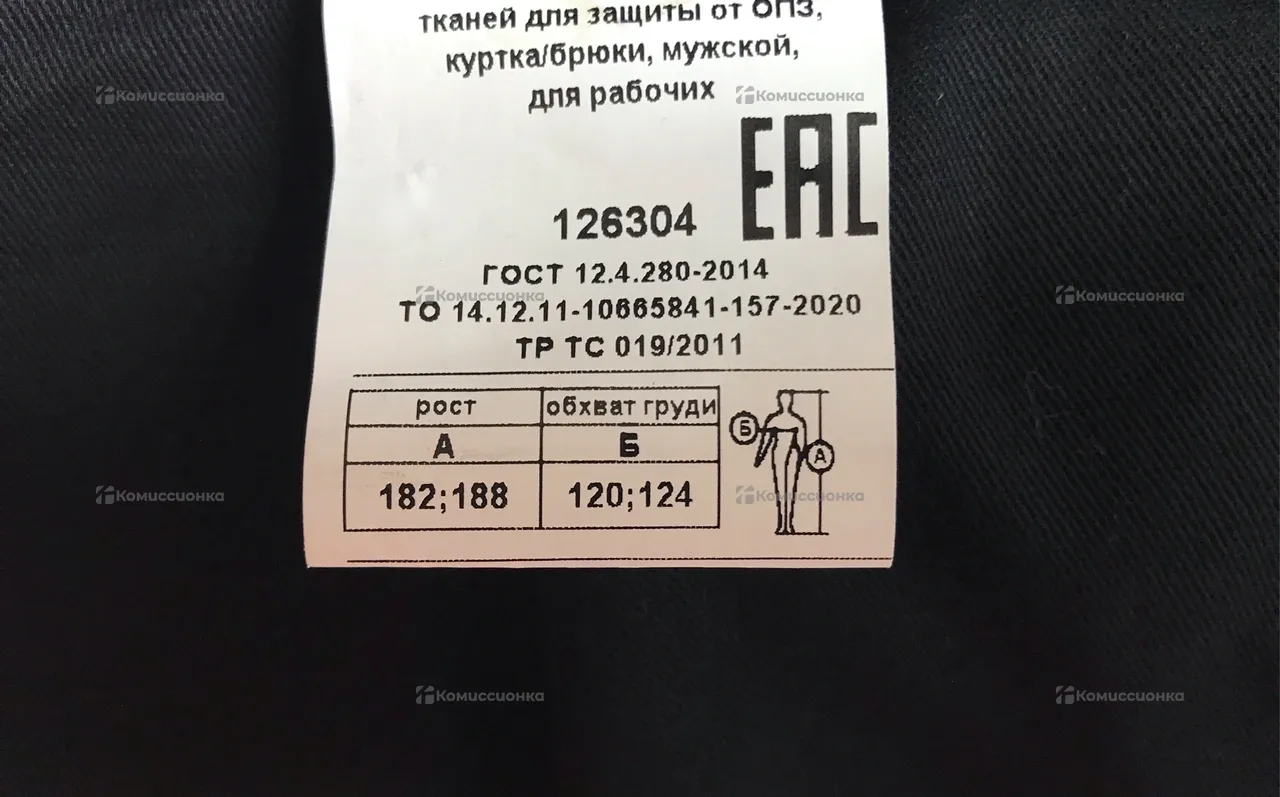 тканей для защиты от ОПЗ,
куртка/брюки, мужской,
для рабочих
EAC
126304
ГОСТ 12.4.280-2014
ТО 14.12.11-10665841-157-2020
ТР ТС 019/2011
рост обхват груди
А Б
182;188 120;124
Б
А
Комиссионка
Комиссионка
Комиссионка
Комиссионка
Комиссионка
Комиссионка
Комиссионка
Комиссионка